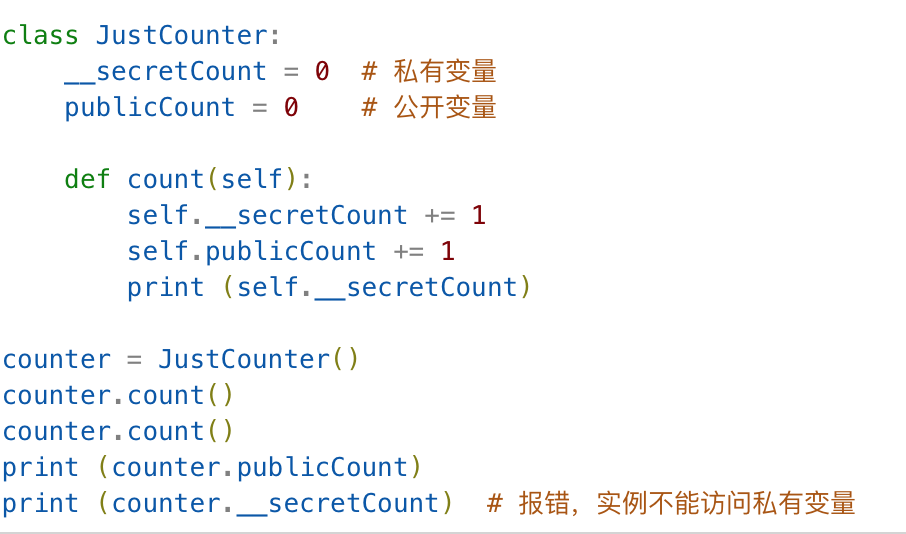 class JustCounter:
    __secretCount = 0  # 私有变量
    publicCount = 0    # 公开变量

    def count(self):
        self.__secretCount += 1
        self.publicCount += 1
        print (self.__secretCount)

counter = JustCounter()
counter.count()
counter.count()
print (counter.publicCount)
print (counter.__secretCount)  # 报错，实例不能访问私有变量